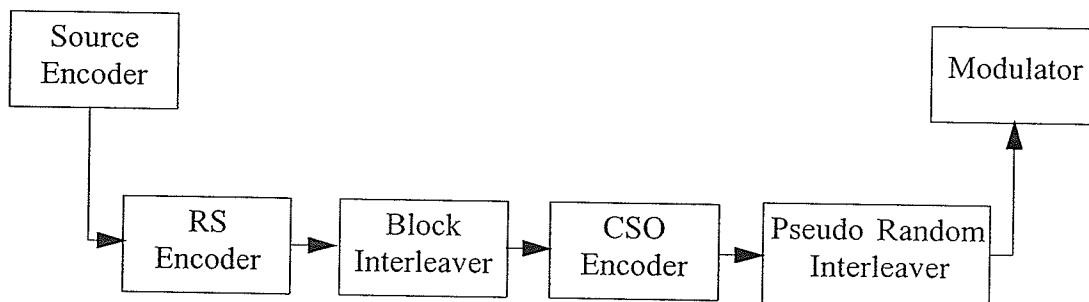 Source
Encoder
Modulator
RS
Encoder
Block
Interleaver
CSO
Encoder
Pseudo Random
Interleaver